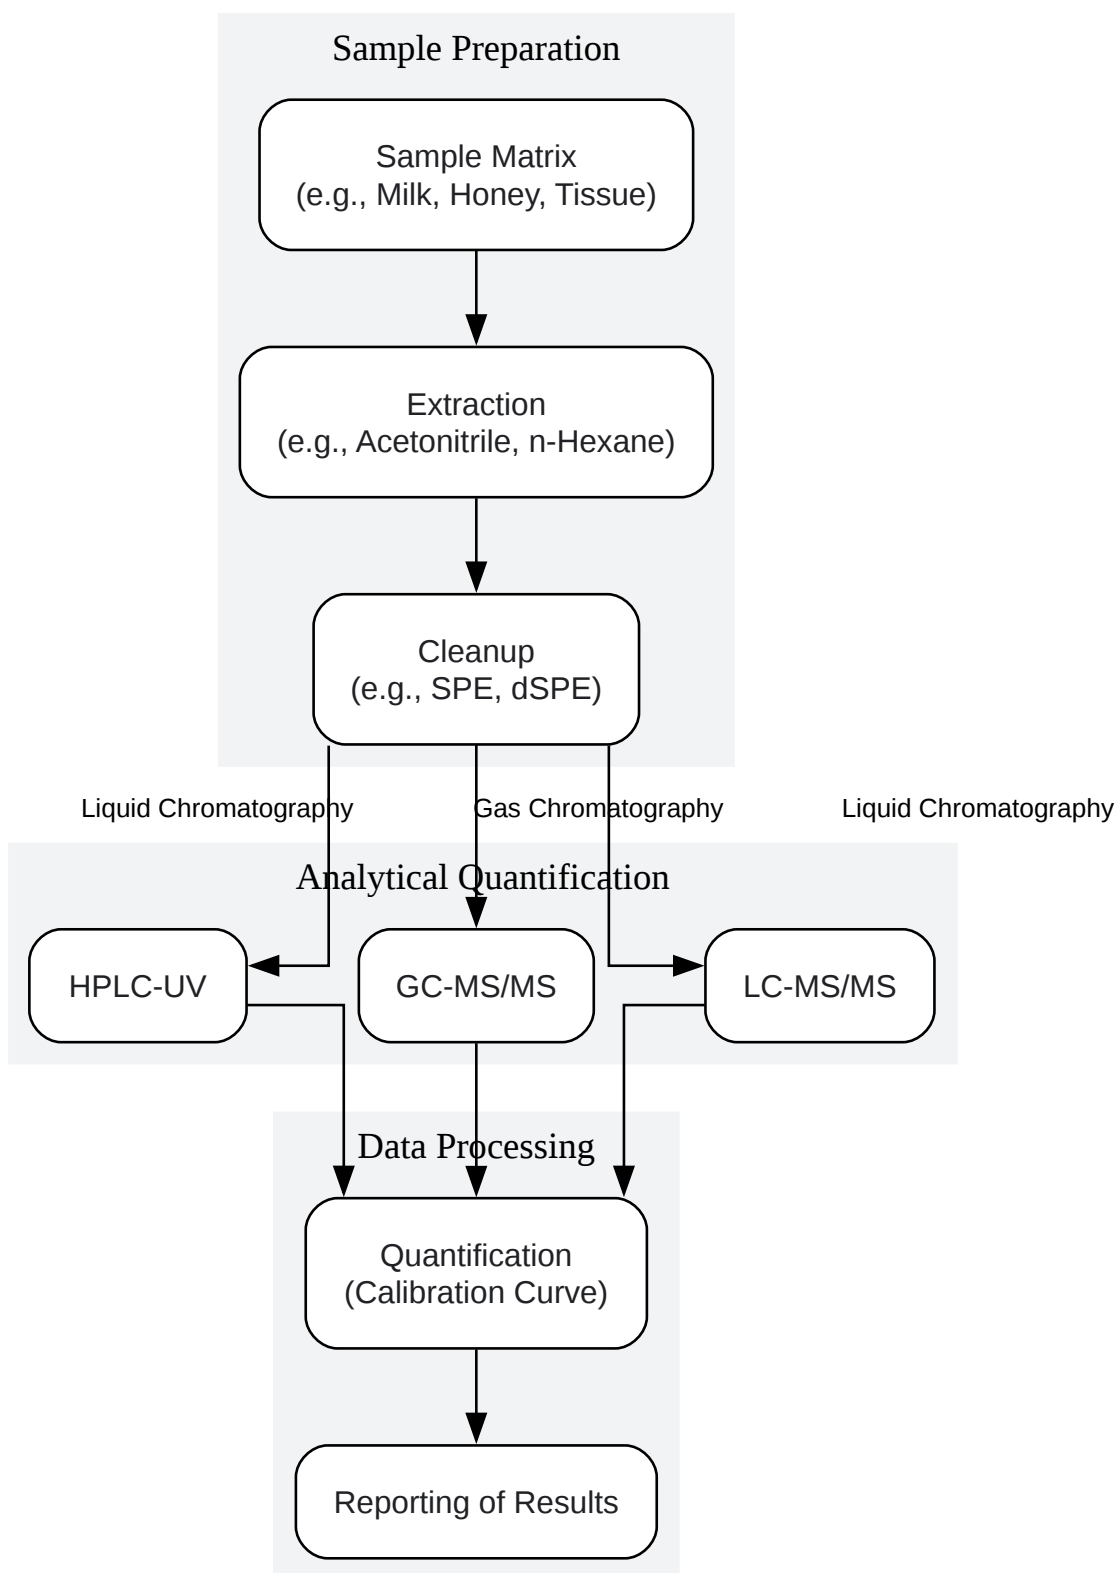 Sample Preparation
Sample Matrix
(e.g., Milk, Honey, Tissue)
Extraction
(e.g., Acetonitrile, n-Hexane)
Cleanup
(e.g., SPE, dSPE)
Liquid Chromatography
Gas Chromatography
Liquid Chromatography
Analytical Quantification
HPLC-UV
GC-MS/MS
LC-MS/MS
Data Processing
Quantification
(Calibration Curve)
Reporting of Results